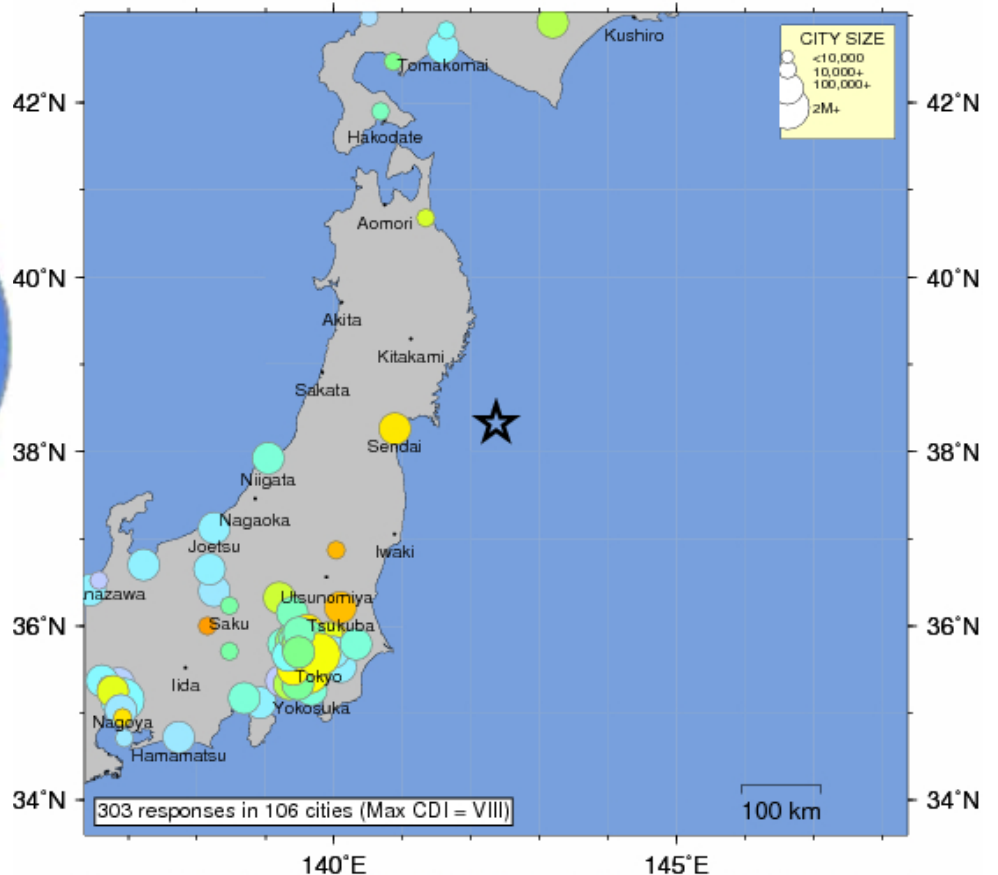 CITY SIZE
<10,000
10,000+
100,000+
2M+
Kushiro
Tomakomai
42°N
42°N
Hakodate
Aomori
40°N
40°N
Akita
Kitakami
Sakata
38°N
38°N
Sendai
Niigata
Nagaoka
Joetsu
Iwaki
nazawa
Utsunomiya
36°N
36°N
Saku
Tsukuba
Iida
Tokyo
Nagoya
Yokosuka
Hamamatsu
34°N
34°N
303 responses in 106 cities (Max CDI = VIII)
100 km
140°E
145°E